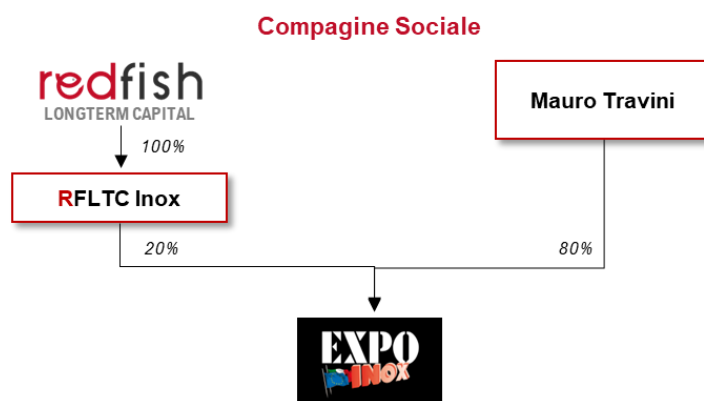 Compagine Sociale
redfish
LONGTERM CAPITAL
Mauro Travini
100%
RFLTC Inox
20%
80%
EXPO
INOX